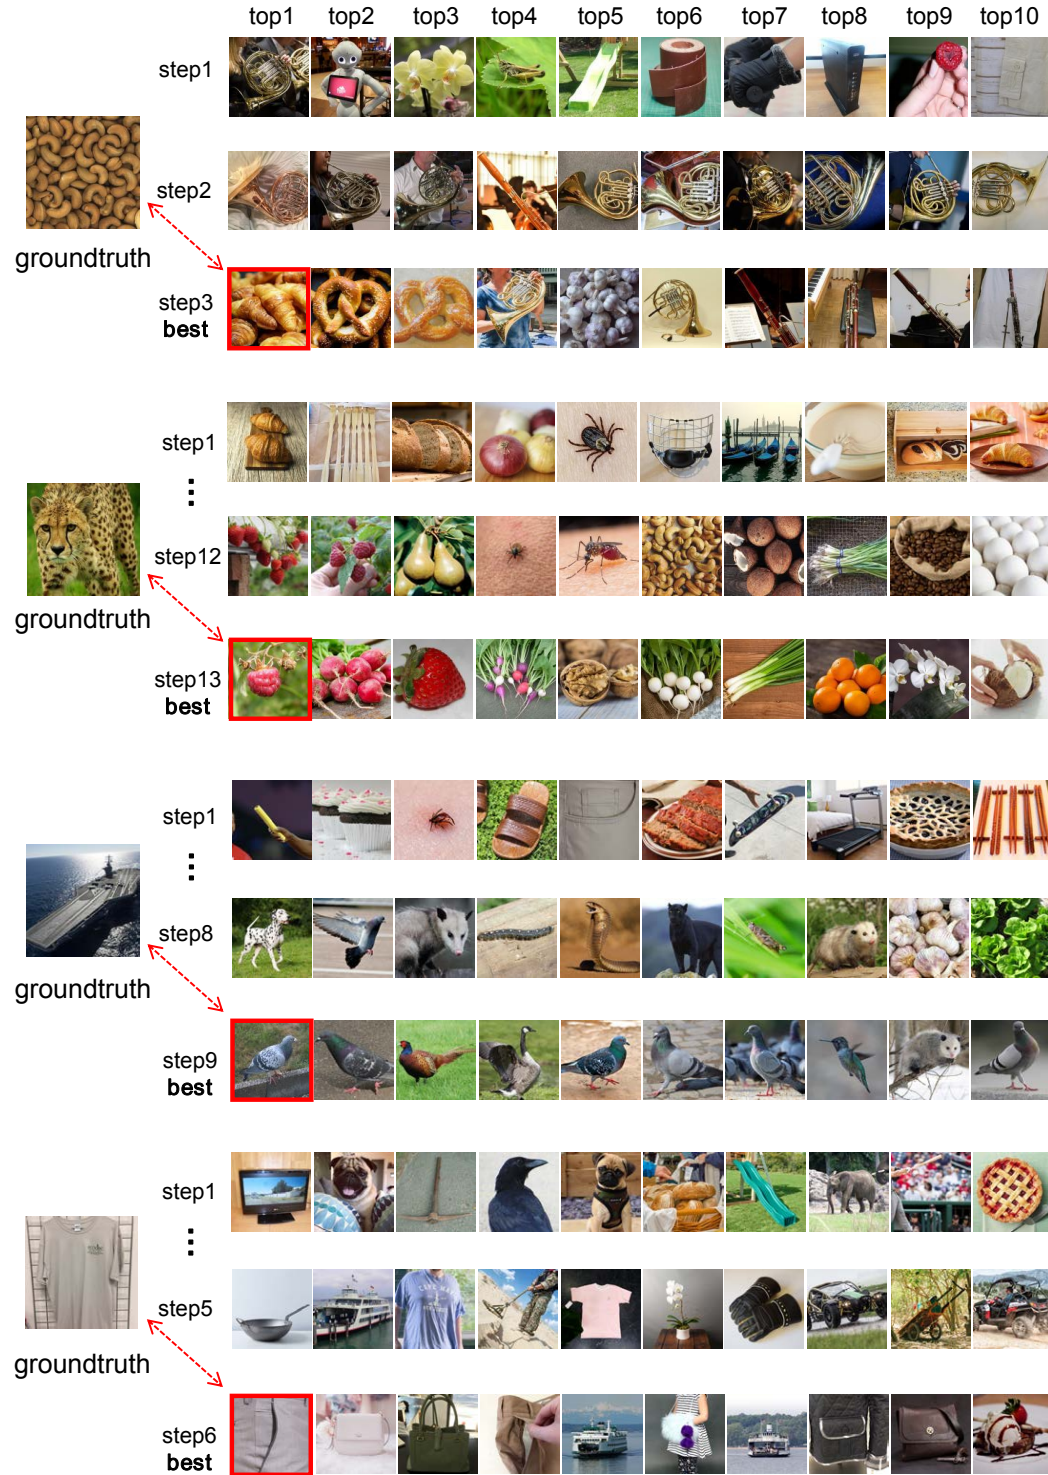 top1 top2 top3 top4 top5 top6 top7 top8 top9 top10
step1
step2
groundtruth
step3
best
step1
⋮
step12
groundtruth
step13
best
step1
⋮
step8
groundtruth
step9
best
step1
⋮
step5
groundtruth
step6
best